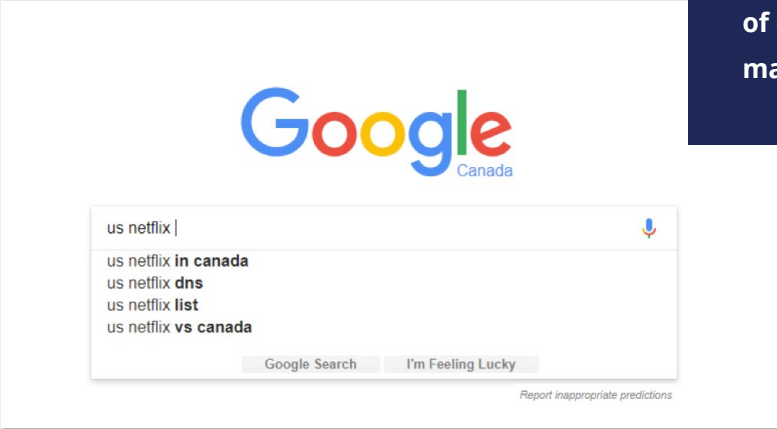 of
ma
Google
Canada
us netflix
us netflix in canada
us netflix dns
us netflix list
us netflix vs canada
Google Search I'm Feeling Lucky
Report inappropriate predictions